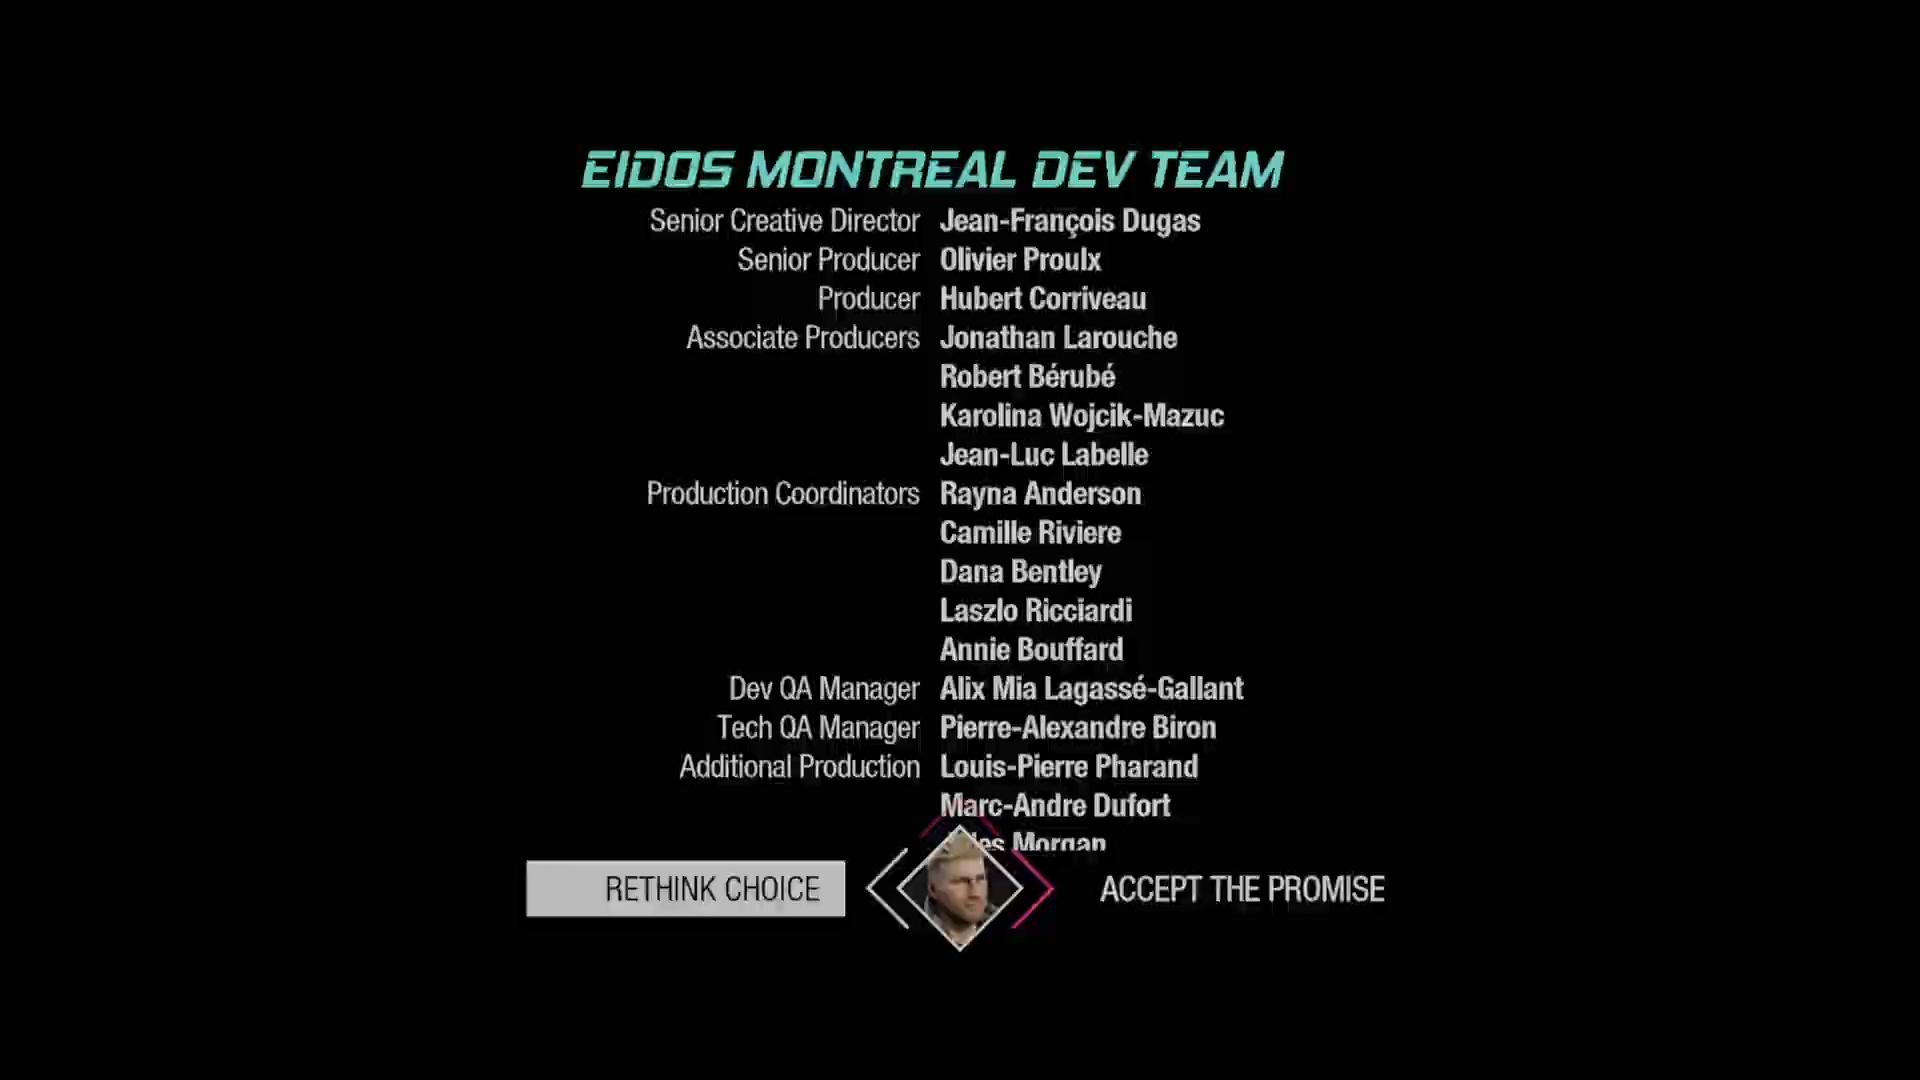 EIDOS MONTREAL DEV TEAM
Senior Creative Director Jean-François Dugas
Senior Producer Olivier Proulx
Producer Hubert Corriveau
Associate Producers Jonathan Larouche
Robert Bérubé
Karolina Wojcik-Mazuc
Jean-Luc Labelle
Production Coordinators Rayna Anderson
Camille Riviere
Dana Bentley
Laszlo Ricciardi
Annie Bouffard
Dev QA Manager Alix Mia Lagassé-Gallant
Tech QA Manager Pierre-Alexandre Biron
Additional Production Louis-Pierre Pharand
Marc-Andre Dufort
Morgan
RETHINK CHOICE ACCEPT THE PROMISE